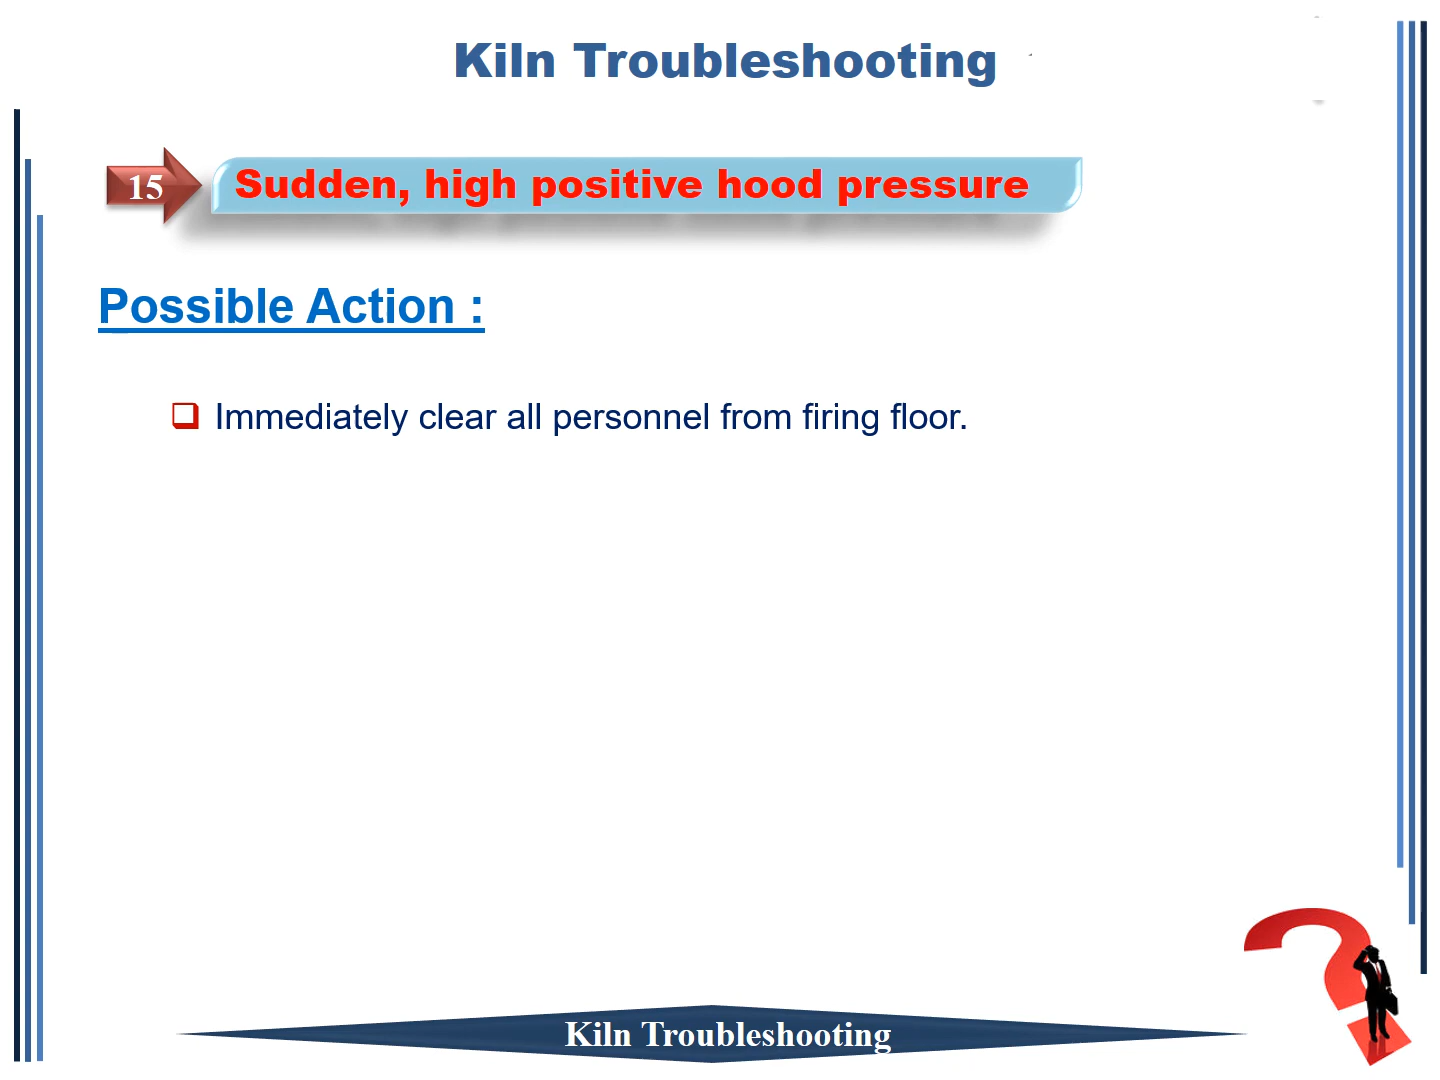 Kiln Troubleshooting
15
Sudden, high positive hood pressure
Possible Action :
Immediately clear all personnel from firing floor.
Kiln Troubleshooting